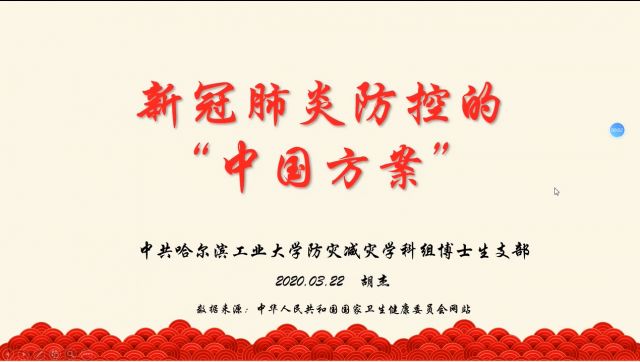 新冠肺炎防控的
“中国方案”
中共哈尔滨工业大学防灾减灾学科组博士生支部
2020.03.22 胡杰
数据来源：中华人民共和国国家卫生健康委员会网站